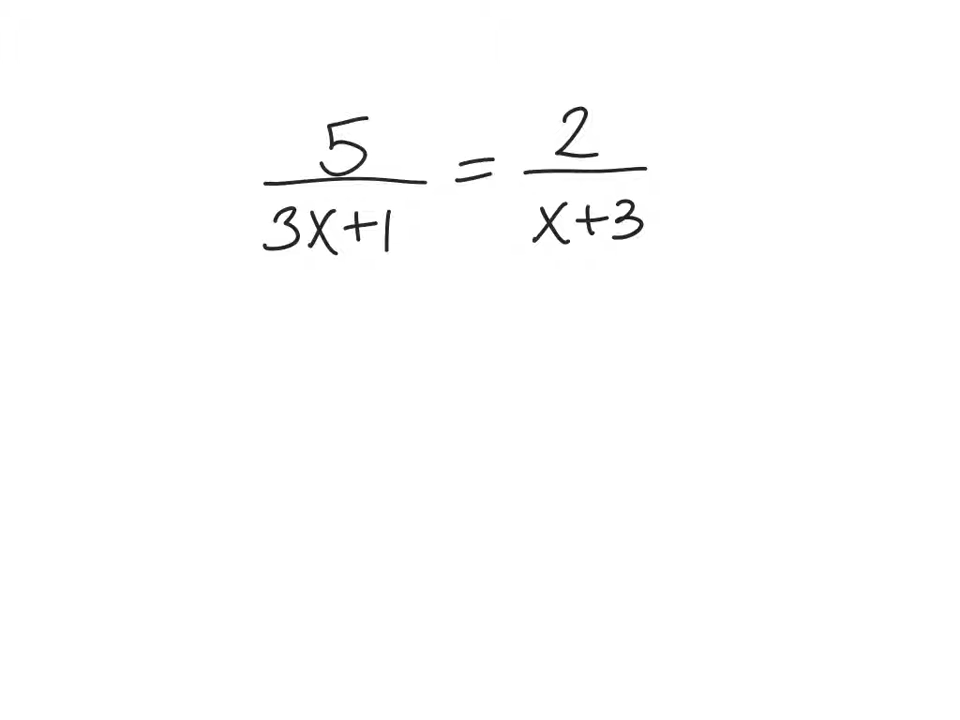 5/(3x+1) = 2/(x+3)